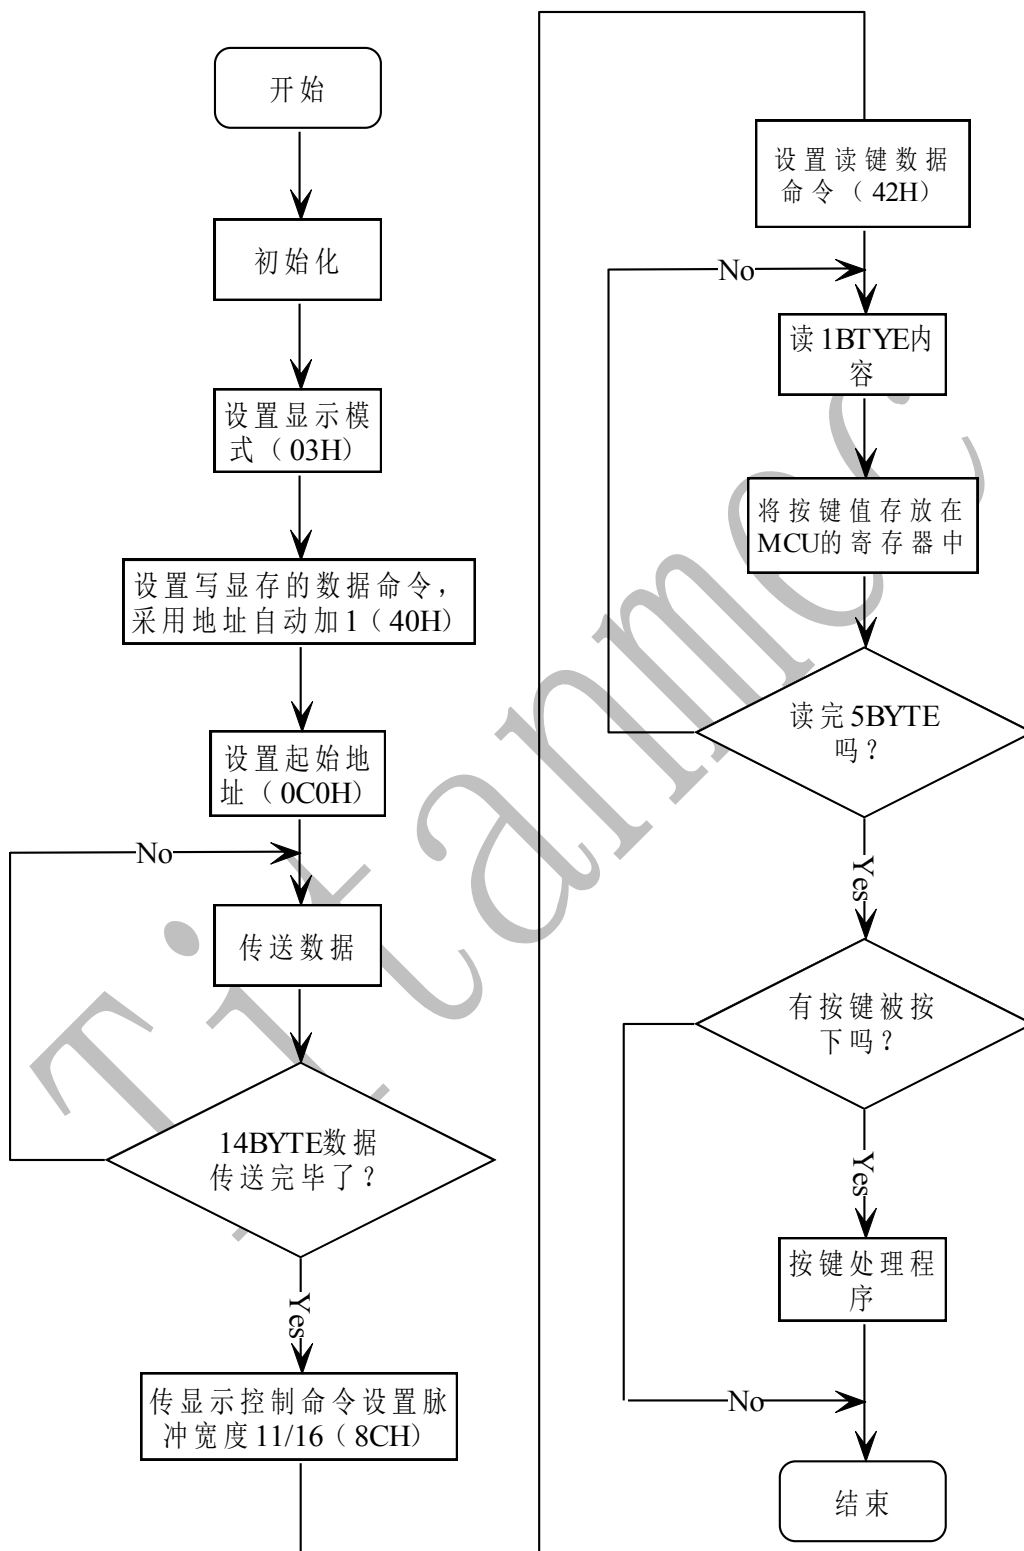 开始
初始化
设置显示模
式（03H）
设置写显存的数据命令，
采用地址自动加1（40H）
设置起始地
址（0C0H）
No
传送数据
14BYTE数据
传送完毕了？
Yes
传显示控制命令设置脉
冲宽度11/16（8CH）
设置读键数据
命令（42H）
No
读1BTYE内
容
将按键值存放在
MCU的寄存器中
读完5BYTE
吗？
Yes
有按键被按
下吗？
Yes
按键处理程
序
No
结束
Titanmec